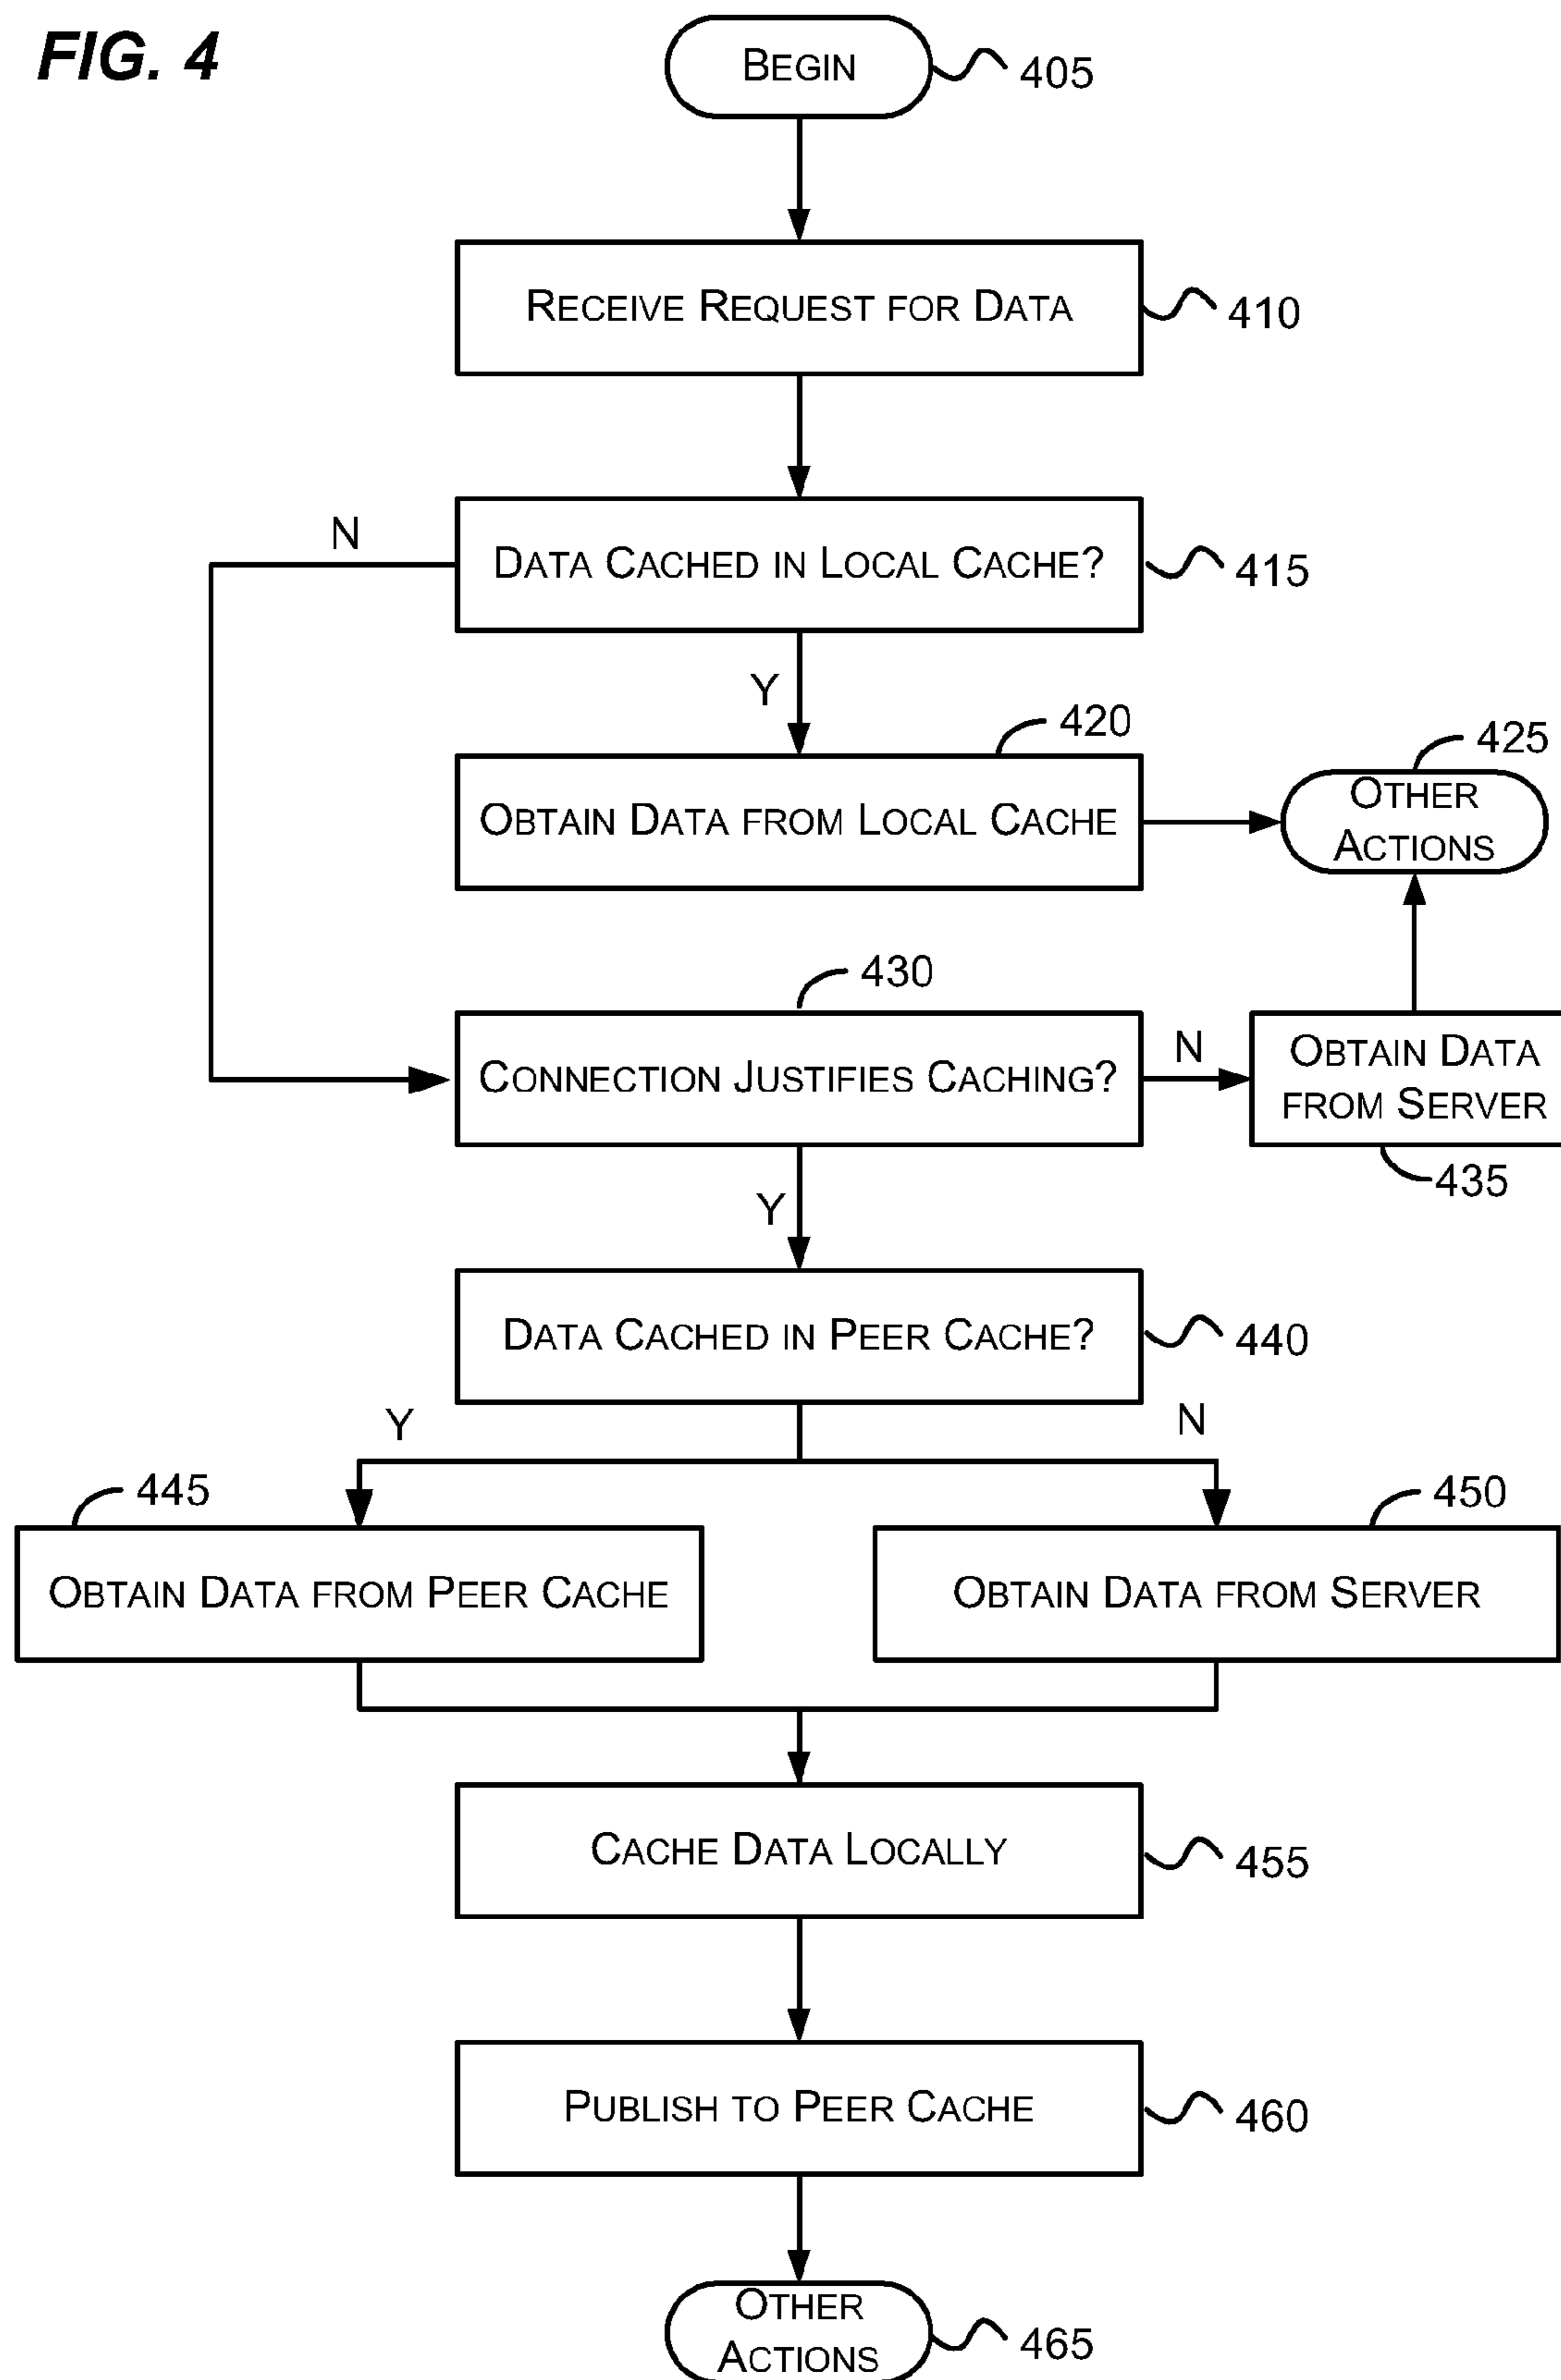 FIG. 4
BEGIN
405
RECEIVE REQUEST FOR DATA
410
N
DATA CACHED IN LOCAL CACHE?
415
Y
420
425
OBTAIN DATA FROM LOCAL CACHE
OTHER
ACTIONS
430
CONNECTION JUSTIFIES CACHING?
N
OBTAIN DATA
FROM SERVER
435
Y
DATA CACHED IN PEER CACHE?
440
Y
N
445
450
OBTAIN DATA FROM PEER CACHE
OBTAIN DATA FROM SERVER
CACHE DATA LOCALLY
455
PUBLISH TO PEER CACHE
460
OTHER
ACTIONS
465